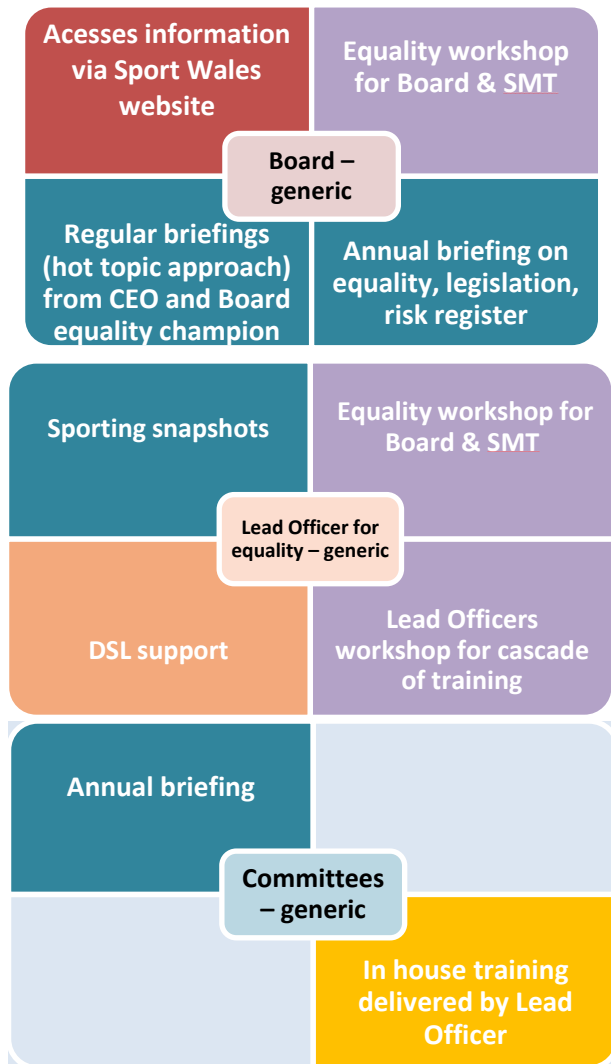 Acesses information
via Sport Wales
website
Equality workshop
for Board & SMT
Board –
generic
Regular briefings
(hot topic approach)
from CEO and Board
equality champion
Annual briefing on
equality, legislation,
risk register
Sporting snapshots
Equality workshop for
Board & SMT
Lead Officer for
equality – generic
DSL support
Lead Officers
workshop for cascade
of training
Annual briefing
Committees
– generic
In house training
delivered by Lead
Officer